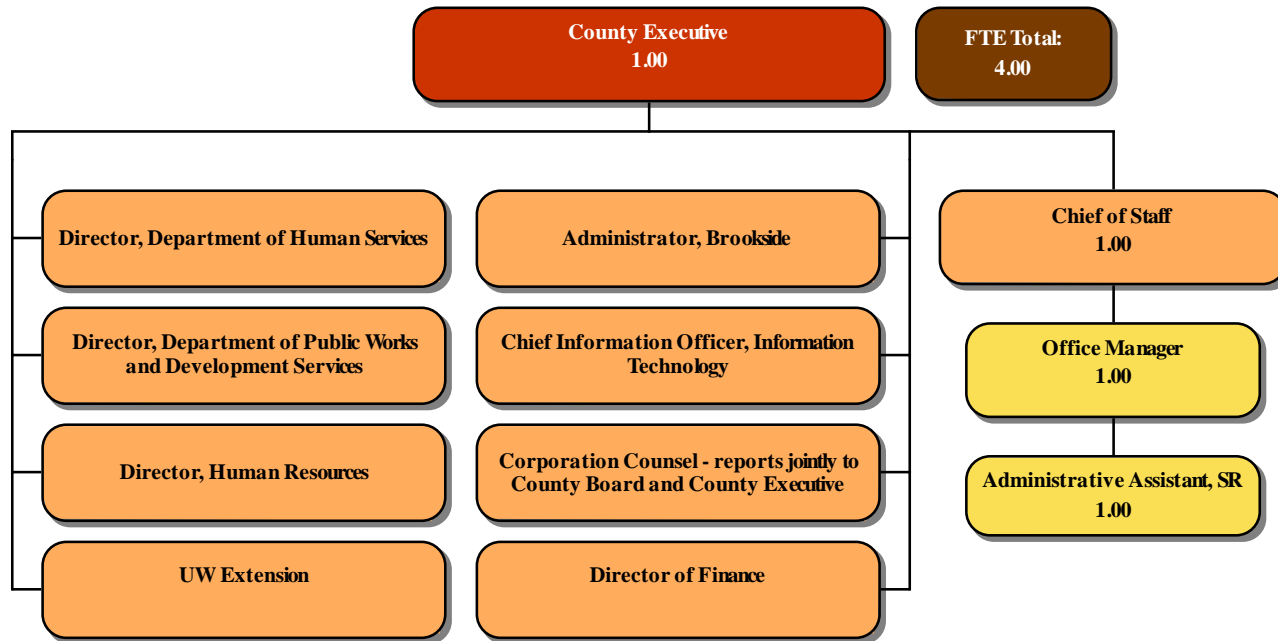 County Executive
1.00
FTE Total:
4.00
Director, Department of Human Services
Administrator, Brookside
Chief of Staff
1.00
Director, Department of Public Works
and Development Services
Chief Information Officer, Information
Technology
Office Manager
1.00
Director, Human Resources
Corporation Counsel - reports jointly to
County Board and County Executive
Administrative Assistant, SR
1.00
UW Extension
Director of Finance